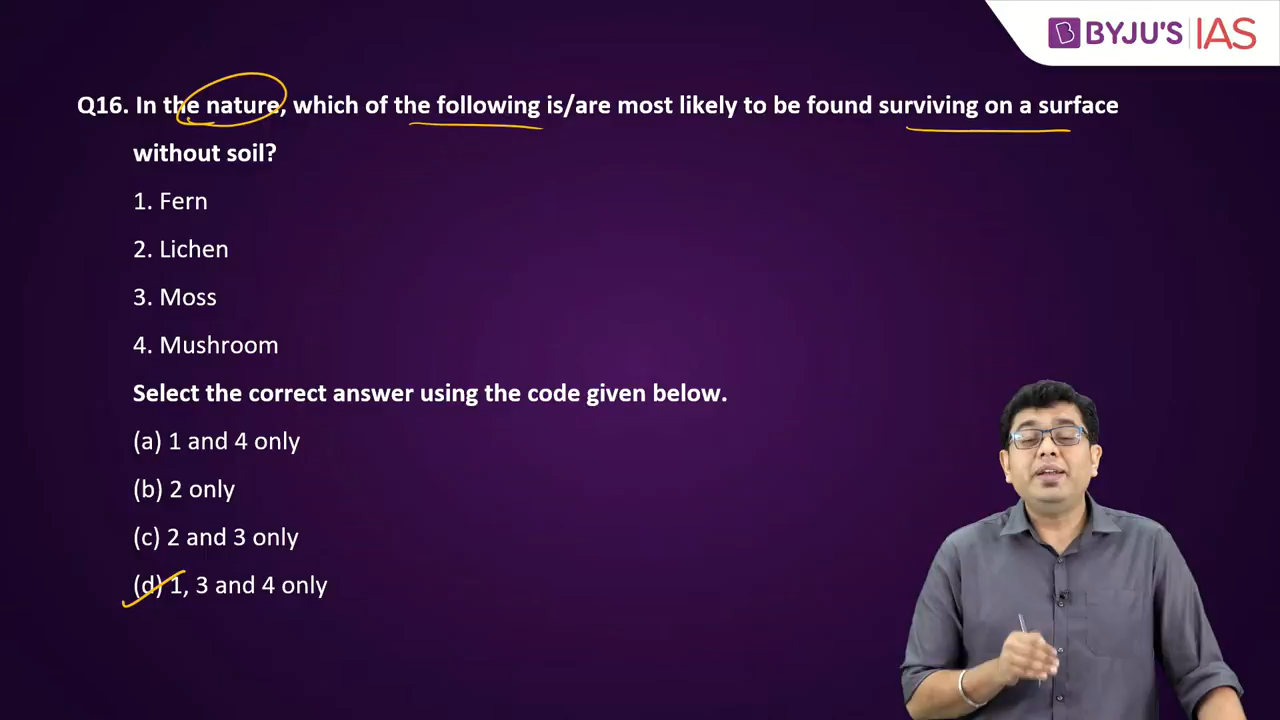 BYJU'S IAS
Q16. In the nature, which of the following is/are most likely to be found surviving on a surface
without soil?
1. Fern
2. Lichen
3. Moss
4. Mushroom
Select the correct answer using the code given below.
(a) 1 and 4 only
(b) 2 only
(c) 2 and 3 only
(d) 1, 3 and 4 only